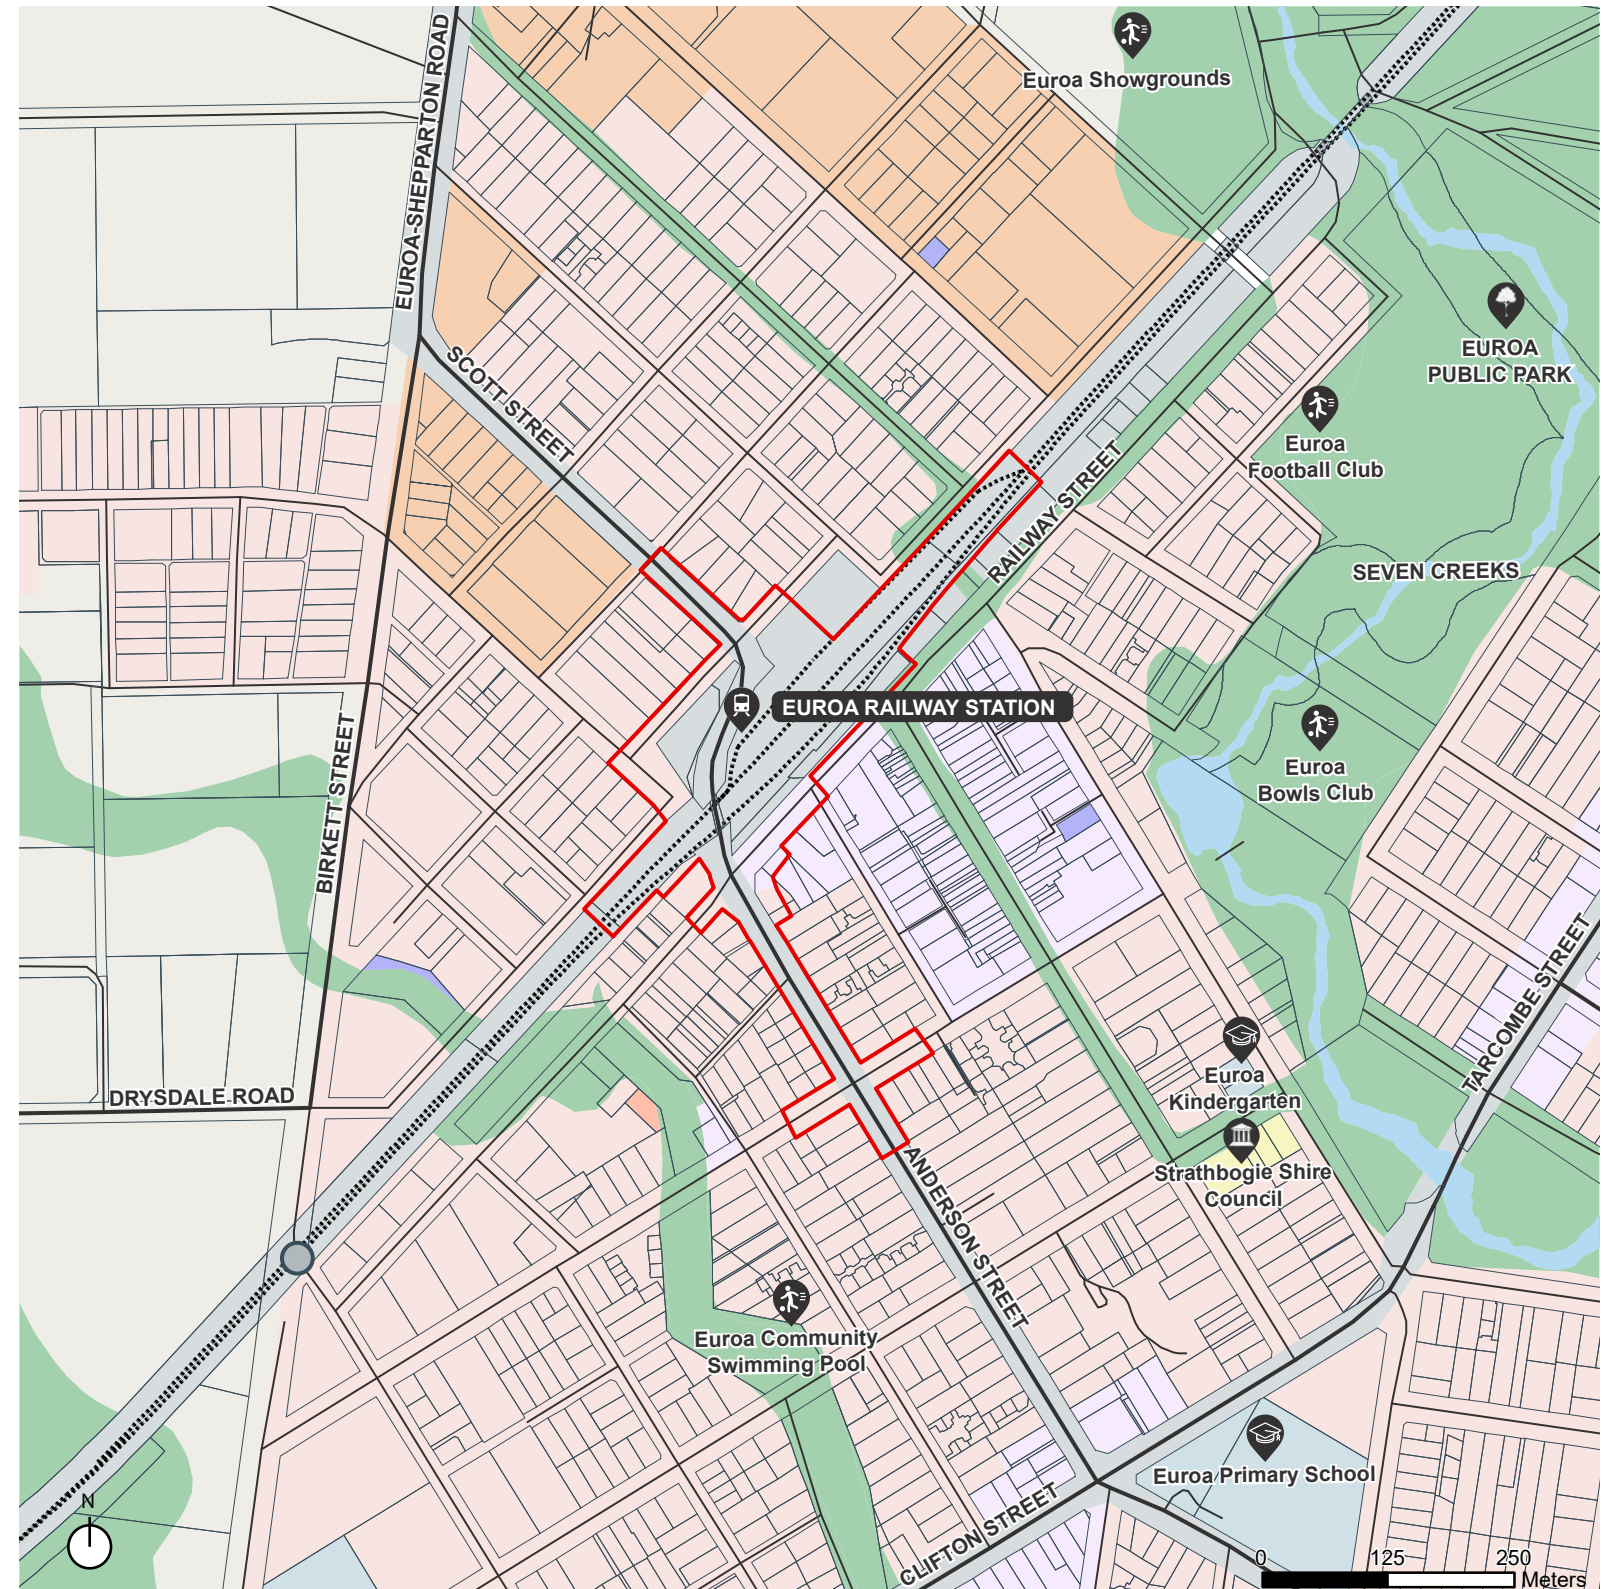 Euroa Showgrounds
EUROA-SHEPPARTON ROAD
EUROA
PUBLIC PARK
SCOTT STREET
Euroa
Football Club
RAILWAY STREET
SEVEN CREEKS
EUROA RAILWAY STATION
Euroa
Bowls Club
BIRKETT STREET
TARCOMBE STREET
Euroa
Kindergarten
DRYSDALE ROAD
Strathbogie Shire
Council
ANDERSON STREET
Euroa Community
Swimming Pool
Euroa Primary School
CLIFTON STREET
N
0 125 250
Meters